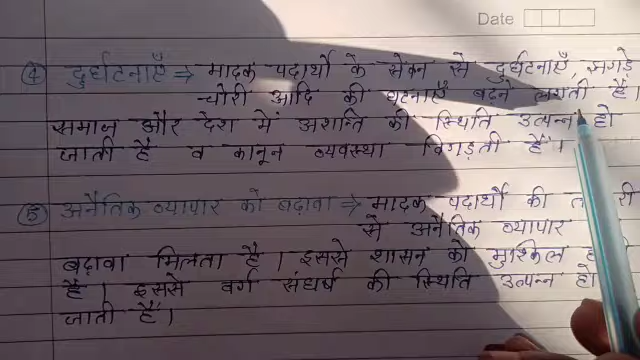 Date
④ दुर्घटनाएँ ⇒ मादक पदार्थो के सेवन से दुर्घटनाएँ, झगडे
चोरी आदि की घटनाएँ बढने लगती हैं।
समाज और देश में अशान्ति की स्थिति उत्पन्न हो
जाती है व कानून व्यवस्था बिगड़ती है।
⑤ अनैतिक व्यापार को बढावा ⇒ मादक पदार्थो की
से अनैतिक व्यापार
बढ़ावा मिलता है। इससे शासन को मुश्किल
है। इससे वर्ग संघर्ष की स्थिति उत्पन्न हो
जाती है।